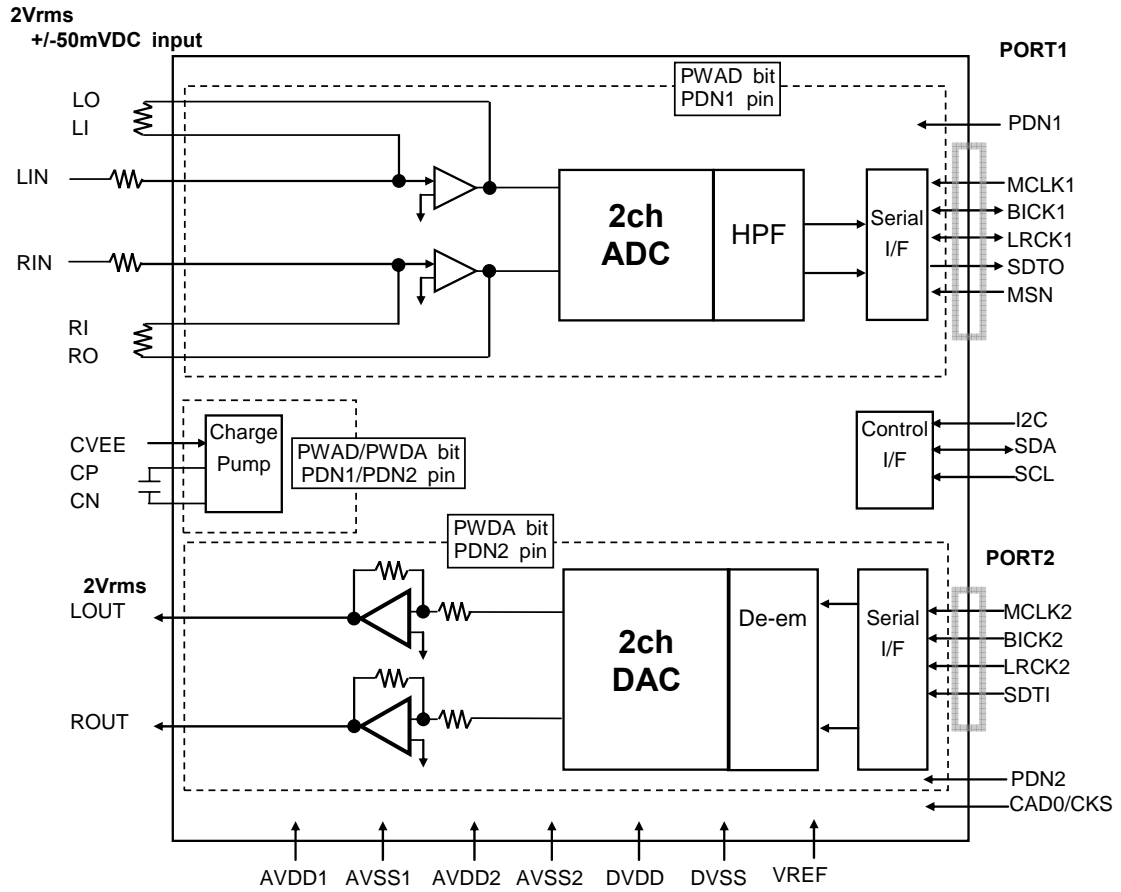 2Vrms
+/-50mVDC input
PORT1
PWAD bit
PDN1 pin
LO
LI
PDN1
LIN
MCLK1
2ch
ADC
HPF
Serial
I/F
BICK1
LRCK1
RIN
SDTO
MSN
RI
RO
Charge
Pump
PWAD/PWDA bit
PDN1/PDN2 pin
Control
I/F
I2C
SDA
SCL
CVEE
CP
CN
PWDA bit
PDN2 pin
PORT2
2Vrms
LOUT
MCLK2
2ch
DAC
De-em
Serial
I/F
BICK2
LRCK2
SDTI
ROUT
PDN2
CAD0/CKS
AVDD1 AVSS1 AVDD2 AVSS2 DVDD DVSS VREF